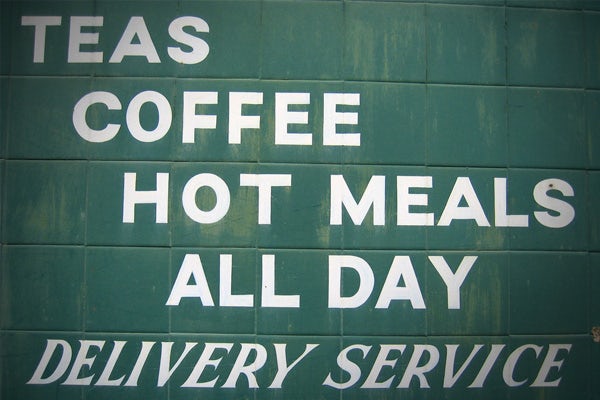 TEAS
COFFEE
HOT MEALS
ALL DAY
DELIVERY SERVICE